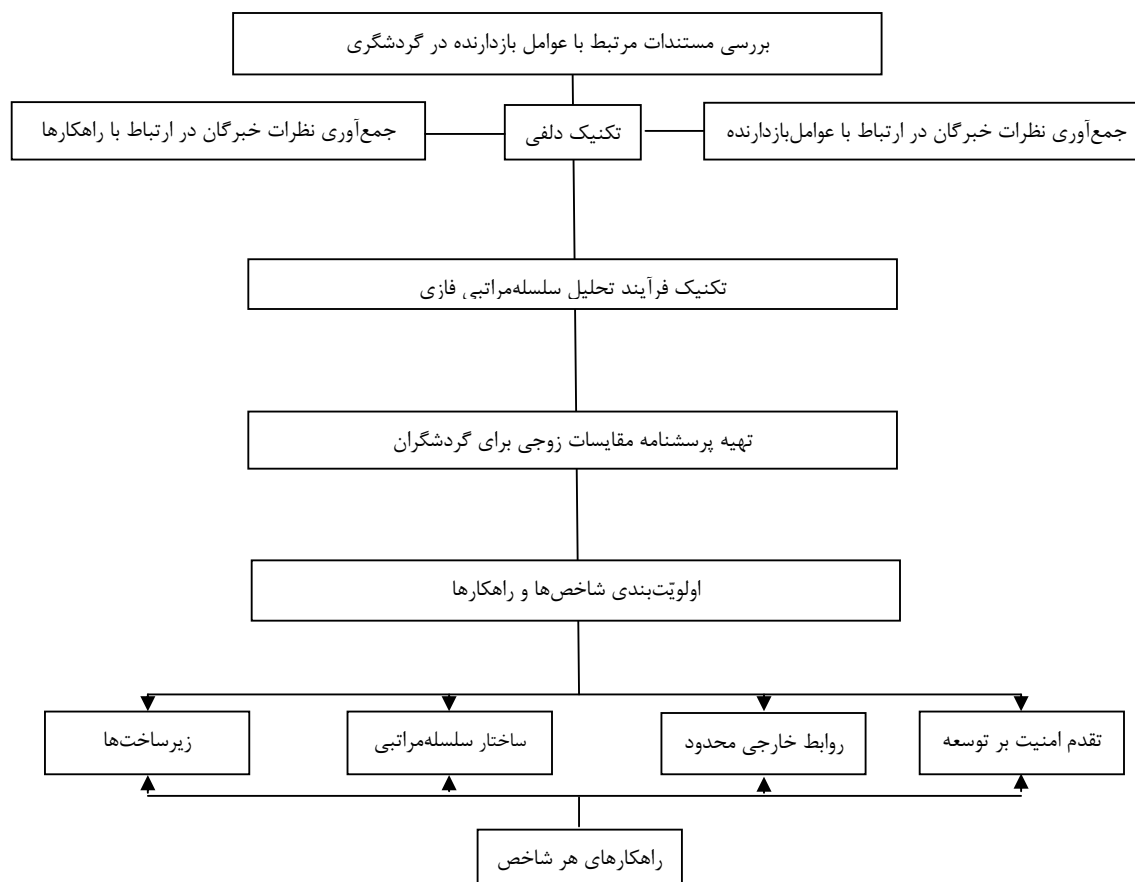 بررسی مستندات مرتبط با عوامل بازدارنده در گردشگری
جمع‌آوری نظرات خبرگان در ارتباط با عوامل‌بازدارنده
تکنیک دلفی
جمع‌آوری نظرات خبرگان در ارتباط با راهکارها
تکنیک فرآیند تحلیل سلسله‌مراتبی فازی
تهیه پرسشنامه مقایسات زوجی برای گردشگران
اولویّت‌بندی شاخص‌ها و راهکارها
تقدم امنیت بر توسعه
روابط خارجی محدود
ساختار سلسله‌مراتبی
زیرساخت‌ها
راهکارهای هر شاخص